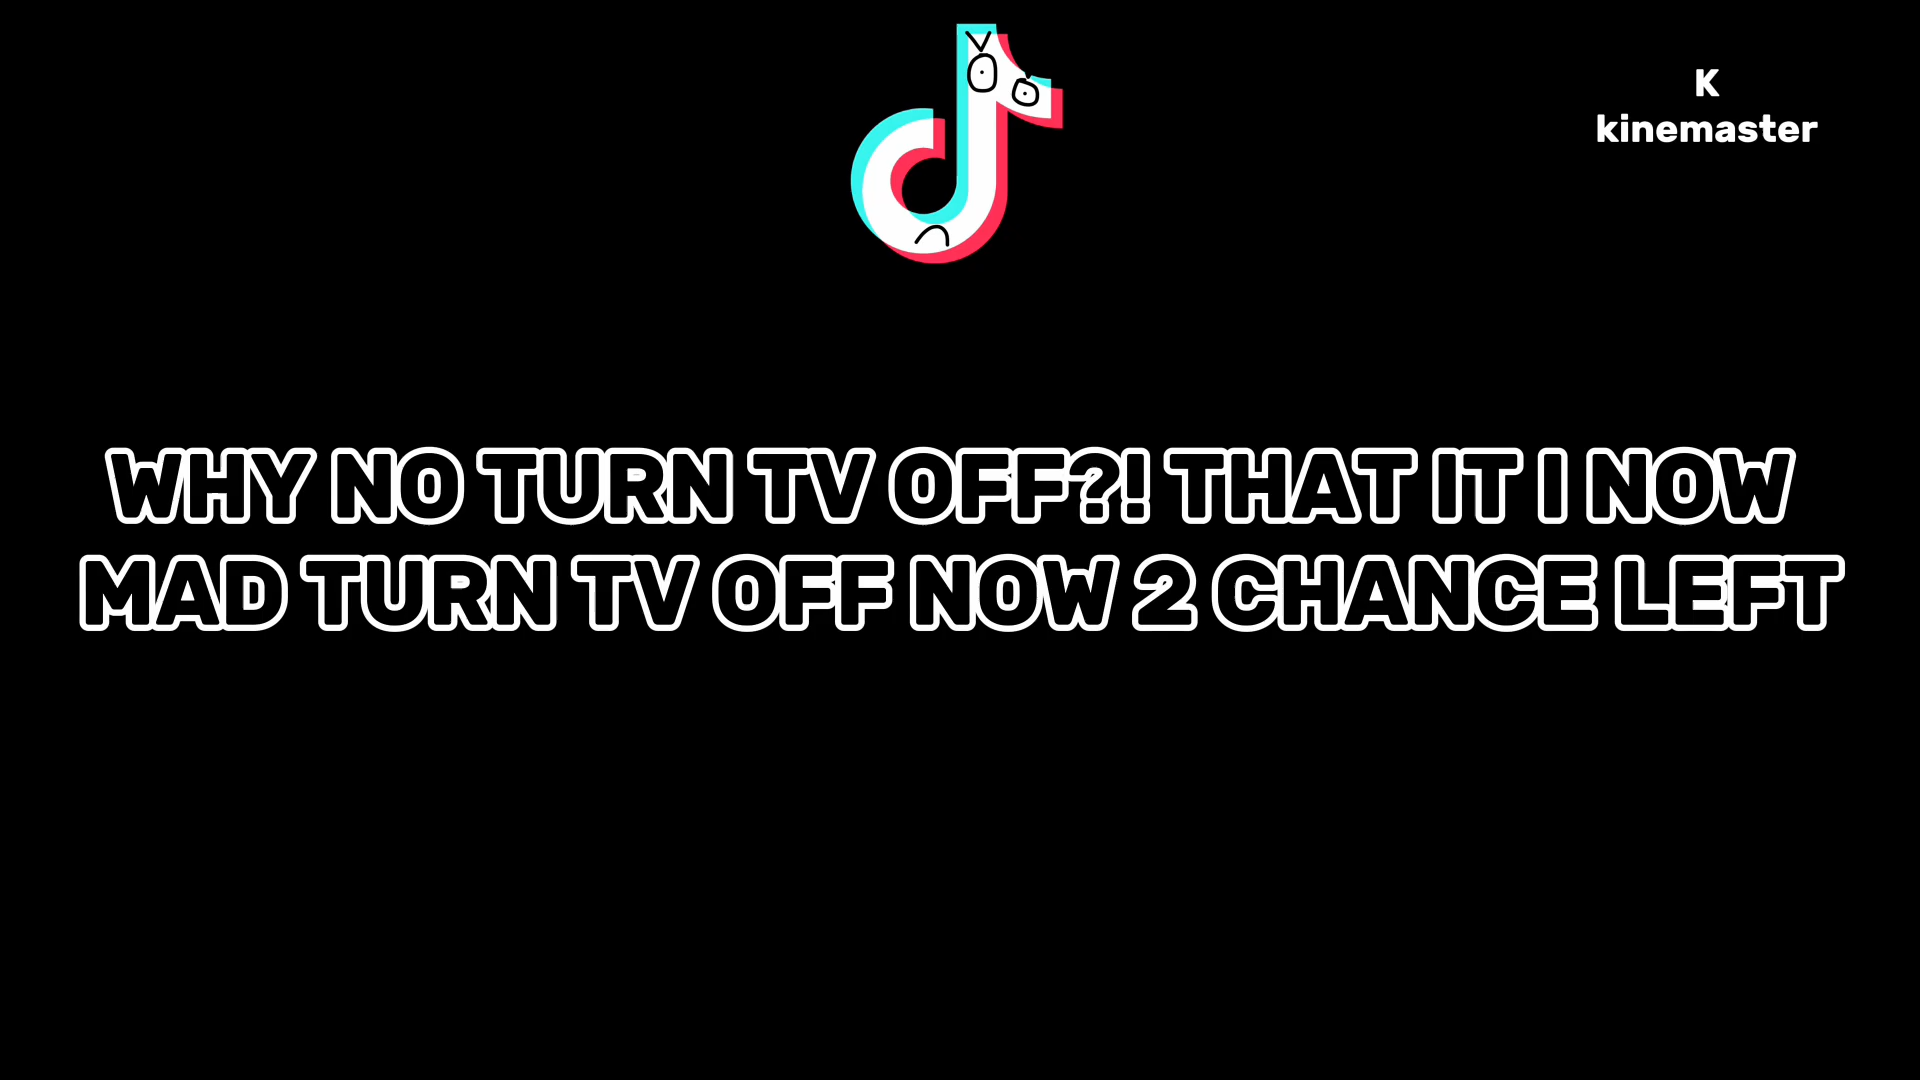 K
kinemaster
WHY NO TURN TV OFF?! THAT IT I NOW
MAD TURN TV OFF NOW 2 CHANCE LEFT